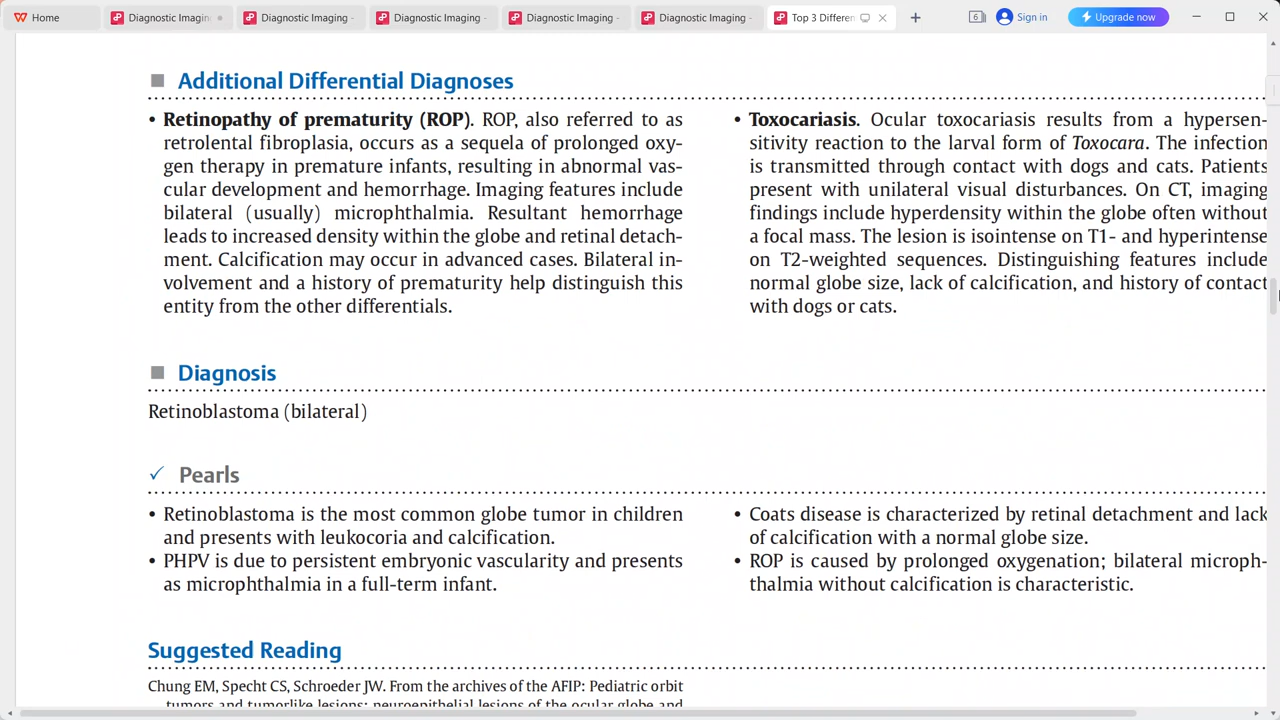 Home
Diagnostic Imaging
Diagnostic Imaging -
Diagnostic Imaging -
Diagnostic Imaging -
Diagnostic Imaging -
Top 3 Differen
6
Sign in
Upgrade now
Additional Differential Diagnoses
• Retinopathy of prematurity (ROP). ROP, also referred to as
retrolental fibroplasia, occurs as a sequela of prolonged oxy-
gen therapy in premature infants, resulting in abnormal vas-
cular development and hemorrhage. Imaging features include
bilateral (usually) microphthalmia. Resultant hemorrhage
leads to increased density within the globe and retinal detach-
ment. Calcification may occur in advanced cases. Bilateral in-
volvement and a history of prematurity help distinguish this
entity from the other differentials.
• Toxocariasis. Ocular toxocariasis results from a hypersen-
sitivity reaction to the larval form of Toxocara. The infection
is transmitted through contact with dogs and cats. Patients
present with unilateral visual disturbances. On CT, imaging
findings include hyperdensity within the globe often without
a focal mass. The lesion is isointense on T1- and hyperintense
on T2-weighted sequences. Distinguishing features include
normal globe size, lack of calcification, and history of contact
with dogs or cats.
Diagnosis
Retinoblastoma (bilateral)
✓ Pearls
• Retinoblastoma is the most common globe tumor in children
and presents with leukocoria and calcification.
• PHPV is due to persistent embryonic vascularity and presents
as microphthalmia in a full-term infant.
• Coats disease is characterized by retinal detachment and lack
of calcification with a normal globe size.
• ROP is caused by prolonged oxygenation; bilateral microph-
thalmia without calcification is characteristic.
Suggested Reading
Chung EM, Specht CS, Schroeder JW. From the archives of the AFIP: Pediatric orbit
tumors and tumorlike lesions: neuroepithelial lesions of the ocular globe and